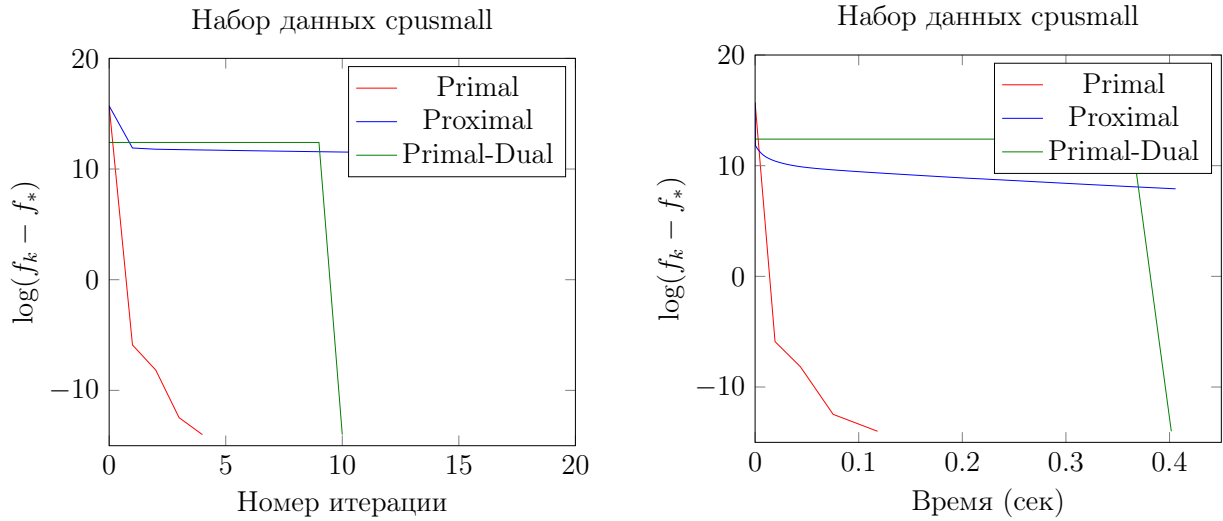 Набор данных cpusmall
20
10
0
−10
0
5
10
15
20
log(f_k − f_*)
Номер итерации
Primal
Proximal
Primal-Dual
Набор данных cpusmall
20
10
0
−10
0
0.1
0.2
0.3
0.4
log(f_k − f_*)
Время (сек)
Primal
Proximal
Primal-Dual